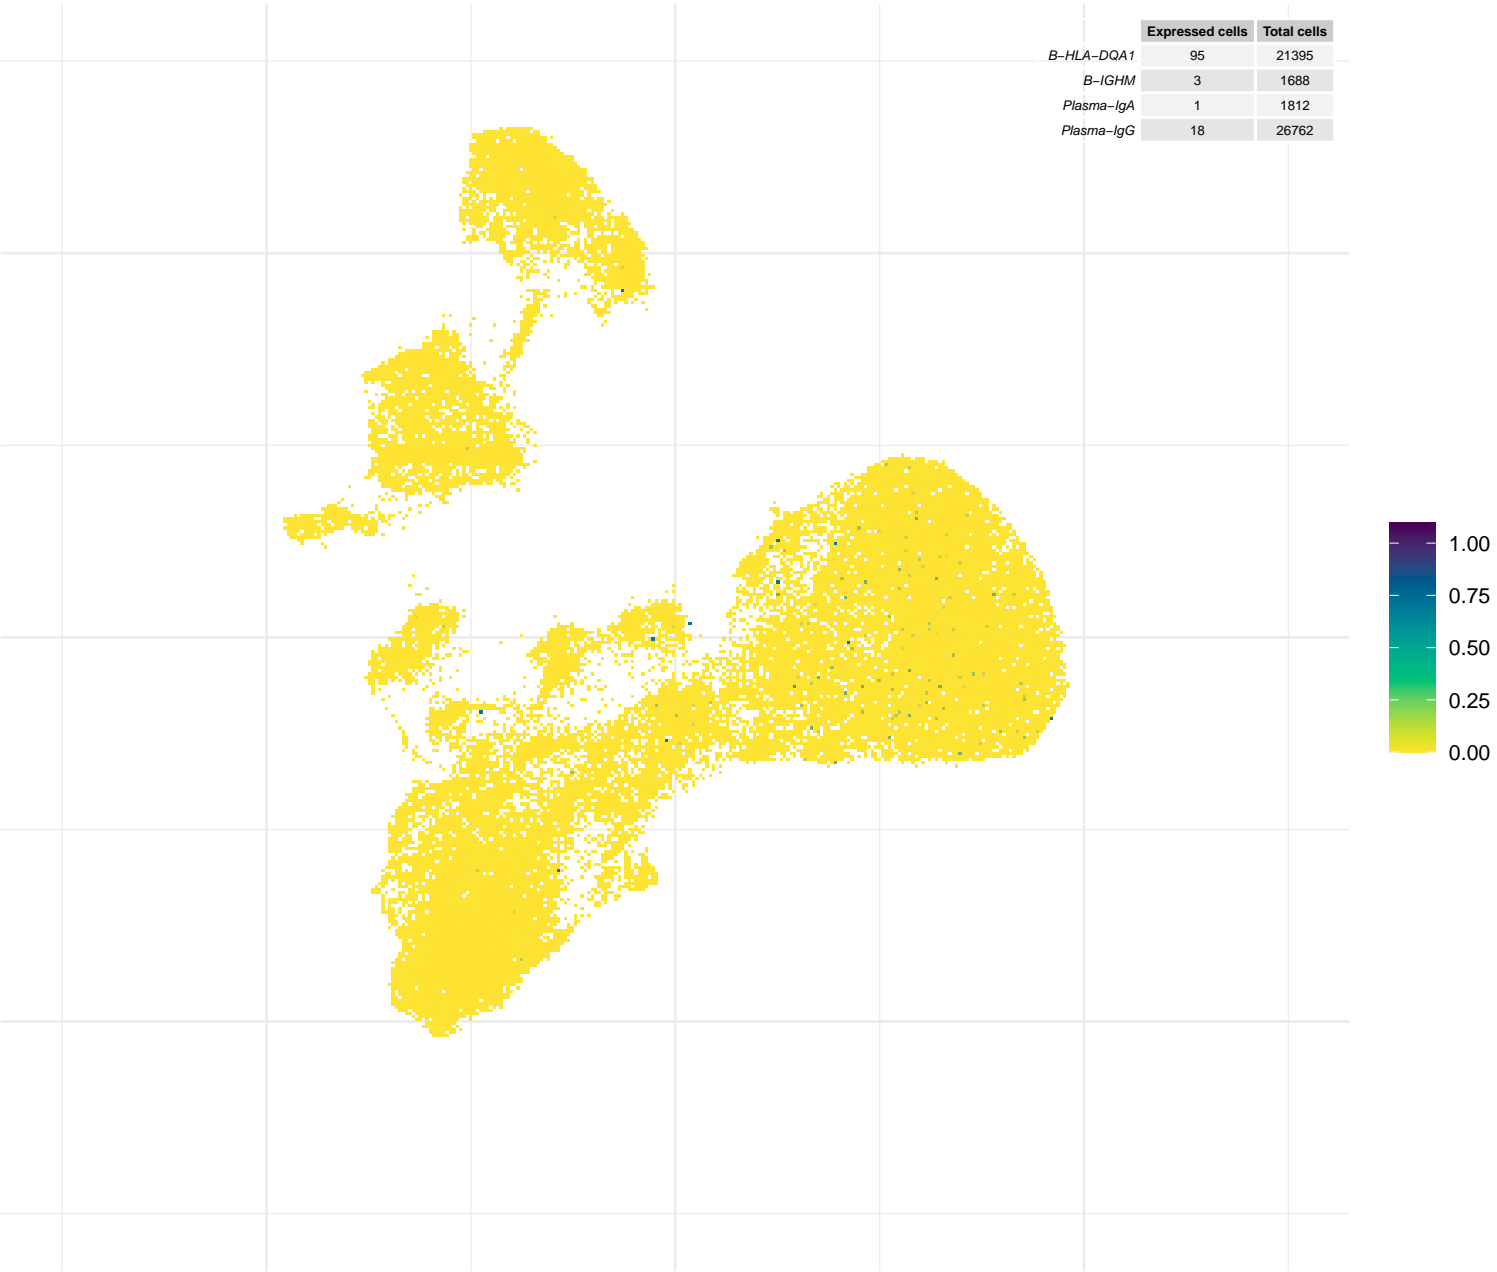 Expressed cells Total cells
B−HLA−DQA1 95 21395
B−IGHM 3 1688
Plasma−IgA 1 1812
Plasma−IgG 18 26762
1.00
0.75
0.50
0.25
0.00